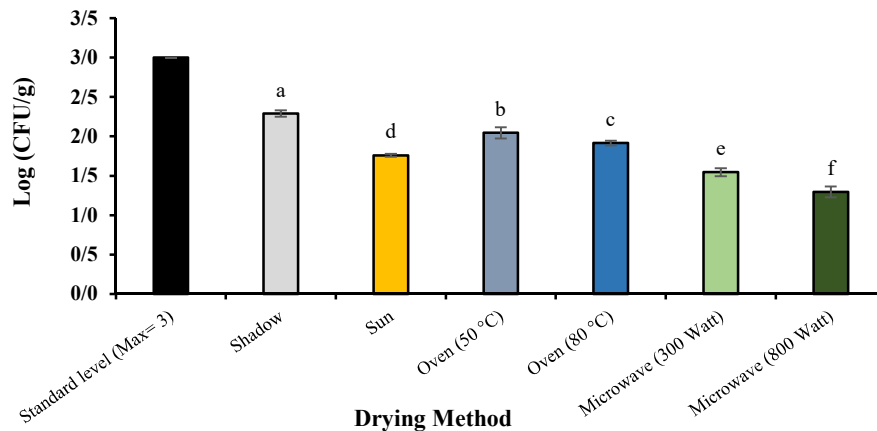 3/5
3/0
2/5
2/0
1/5
1/0
0/5
0/0
Log (CFU/g)
a
d
b
c
e
f
Standard level (Max= 3)
Shadow
Sun
Oven (50 °C)
Oven (80 °C)
Microwave (300 Watt)
Microwave (800 Watt)
Drying Method